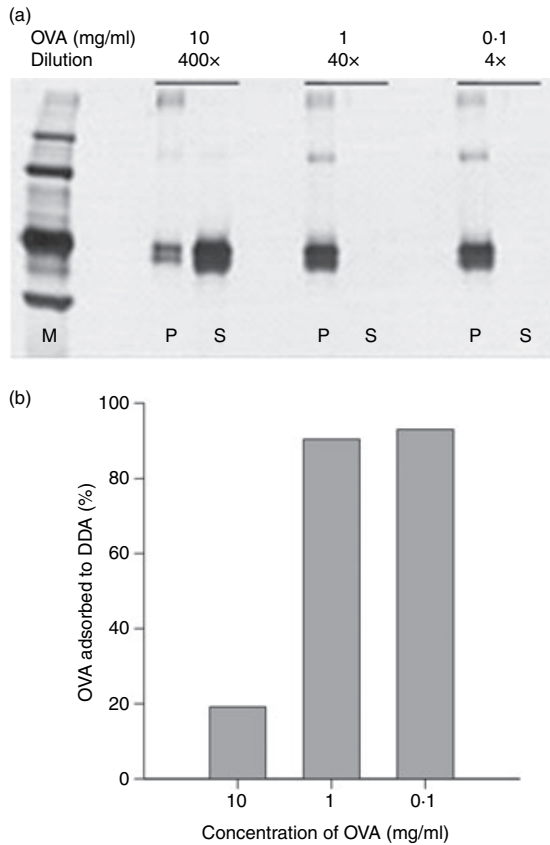 (a)
OVA (mg/ml) 10 1 0·1
Dilution 400× 40× 4×
M P S P S P S
(b)
100
80
60
40
20
0
OVA adsorbed to DDA (%)
10 1 0·1
Concentration of OVA (mg/ml)